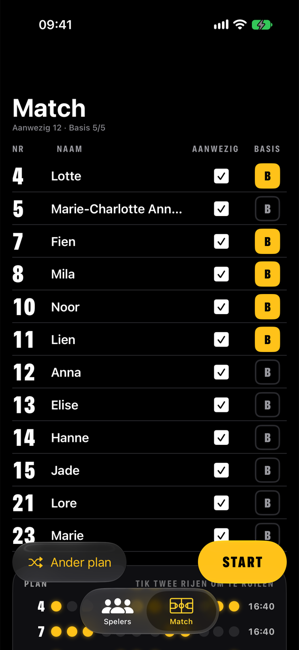 09:41
Match
Aanwezig 12 · Basis 5/5
NR NAAM AANWEZIG BASIS
4 Lotte B
5 Marie-Charlotte Ann... B
7 Fien B
8 Mila B
10 Noor B
11 Lien B
12 Anna B
13 Elise B
14 Hanne B
15 Jade B
21 Lore B
23 Marie B
Ander plan
START
PLAN TIK TWEE RIJEN OM TE RUILEN
4 16:40
7 16:40
Spelers Match